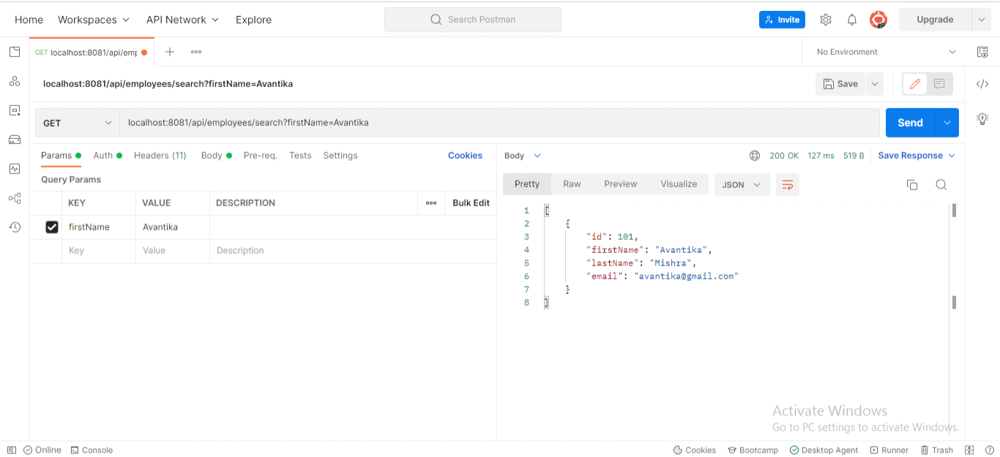 Home Workspaces API Network Explore Search Postman Invite Upgrade
GET localhost:8081/api/emp No Environment
localhost:8081/api/employees/search?firstName=Avantika Save
GET localhost:8081/api/employees/search?firstName=Avantika Send
Params Auth Headers (11) Body Pre-req. Tests Settings Cookies
Query Params
KEY VALUE DESCRIPTION Bulk Edit
firstName Avantika
Key Value Description
Body 200 OK 127 ms 519 B Save Response
Pretty Raw Preview Visualize JSON
1 [
2 {
3 "id": 101,
4 "firstName": "Avantika",
5 "lastName": "Mishra",
6 "email": "avantika@gmail.com"
7 }
8 ]
Activate Windows
Go to PC settings to activate Windows.
Online Console Cookies Bootcamp Desktop Agent Runner Trash